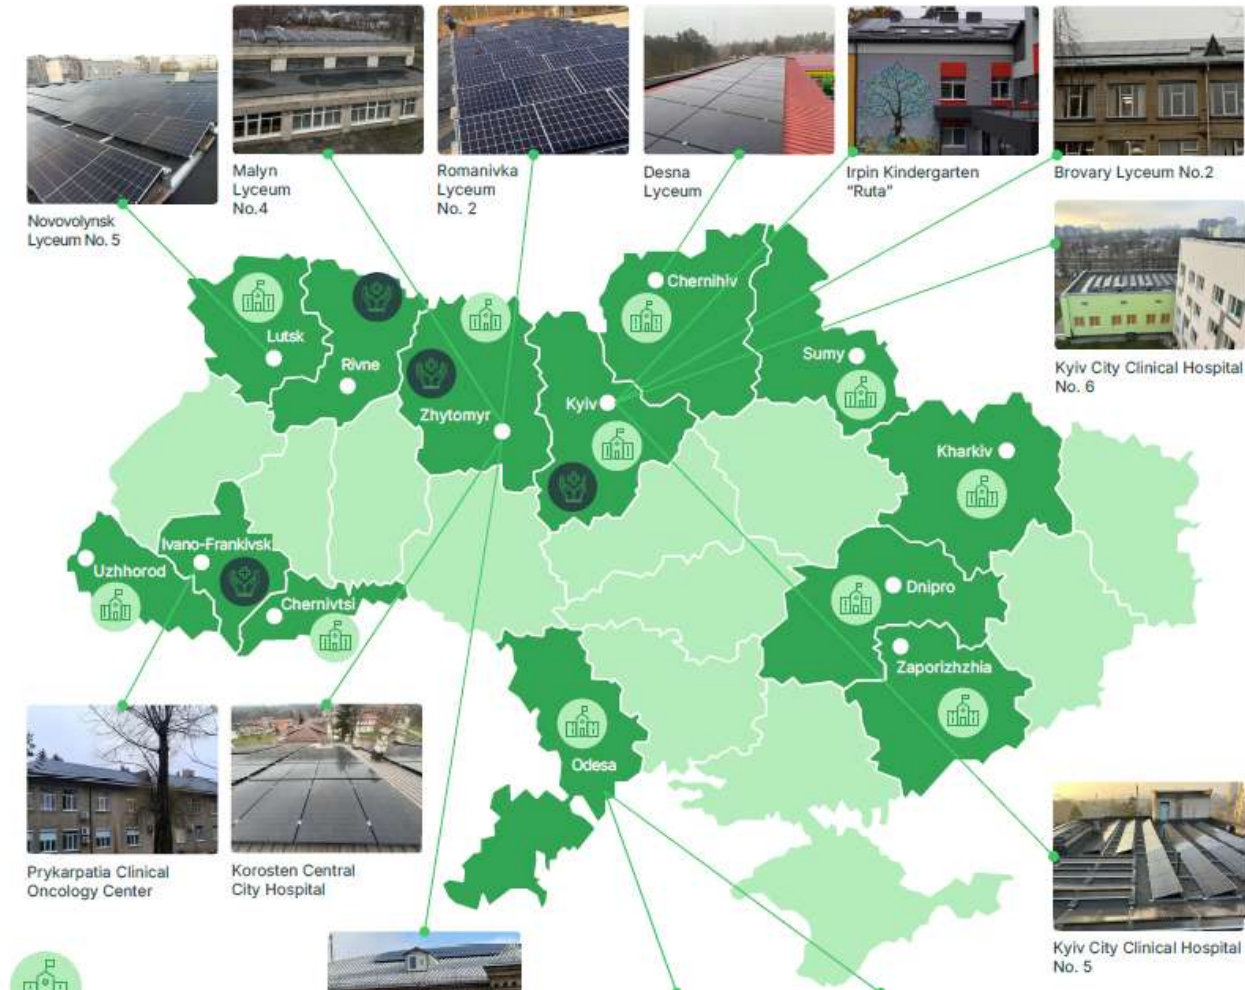 Malyn
Lyceum
No.4
Romanivka
Lyceum
No. 2
Desna
Lyceum
Irpin Kindergarten
"Ruta"
Brovary Lyceum No.2
Novovolynsk
Lyceum No. 5
Kyiv City Clinical Hospital
No. 6
Chernihiv
Lutsk
Rivne
Sumy
Kyiv
Zhytomyr
Kharkiv
Ivano-Frankivsk
Uzhhorod
Chernivtsi
Dnipro
Zaporizhzhia
Odesa
Prykarpatia Clinical
Oncology Center
Korosten Central
City Hospital
Kyiv City Clinical Hospital
No. 5